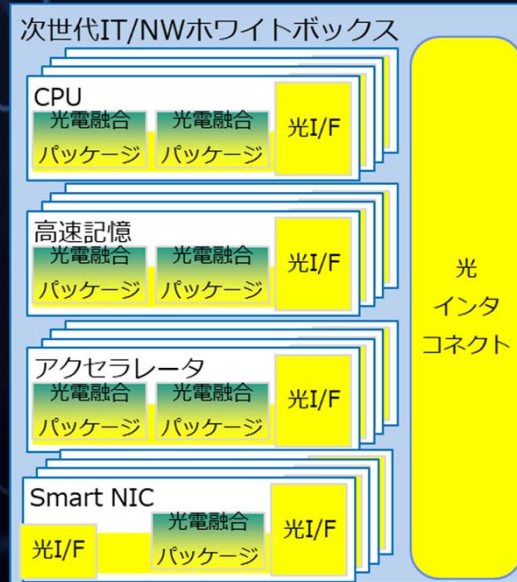 次世代IT/NWホワイトボックス
CPU
光電融合 光電融合
パッケージ パッケージ
光I/F
高速記憶
光電融合 光電融合
パッケージ パッケージ
光I/F
アクセラレータ
光電融合 光電融合
パッケージ パッケージ
光I/F
Smart NIC
光I/F
光電融合
パッケージ
光I/F
光
インタ
コネクト